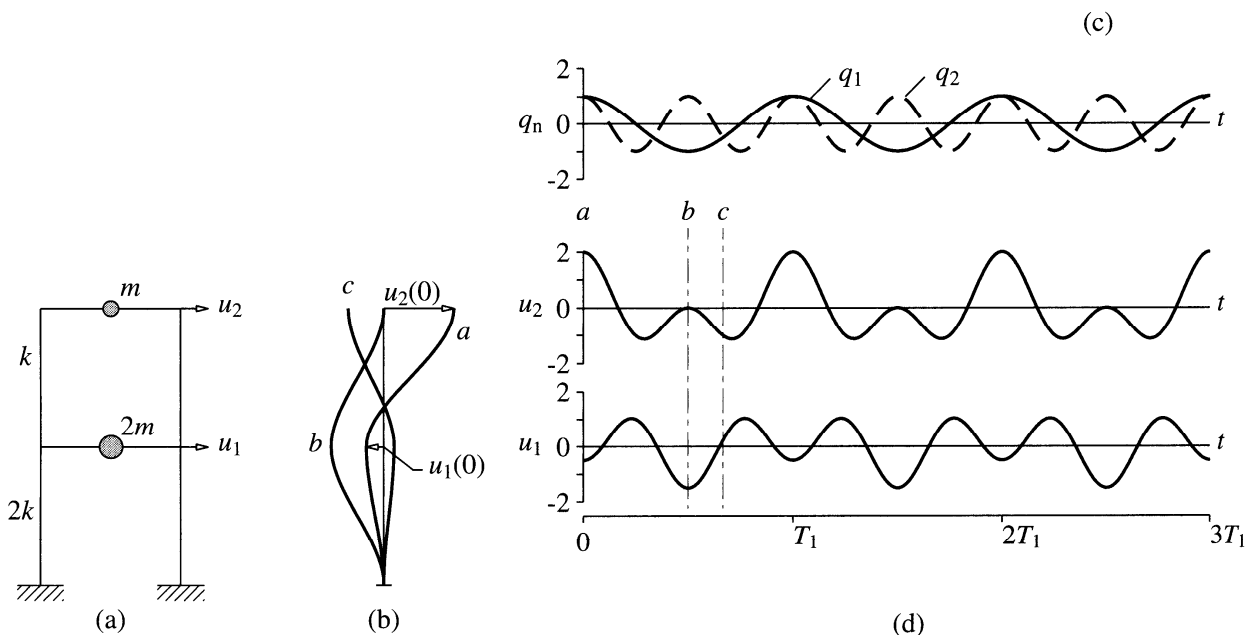 (c)
2
q₁
q₂
qₙ
0
t
-2
a
b
c
2
u₂
0
t
-2
2
u₁
0
t
-2
0
T₁
2T₁
3T₁
(d)
m
u₂
k
2m
u₁
2k
(a)
c
u₂(0)
a
b
u₁(0)
(b)